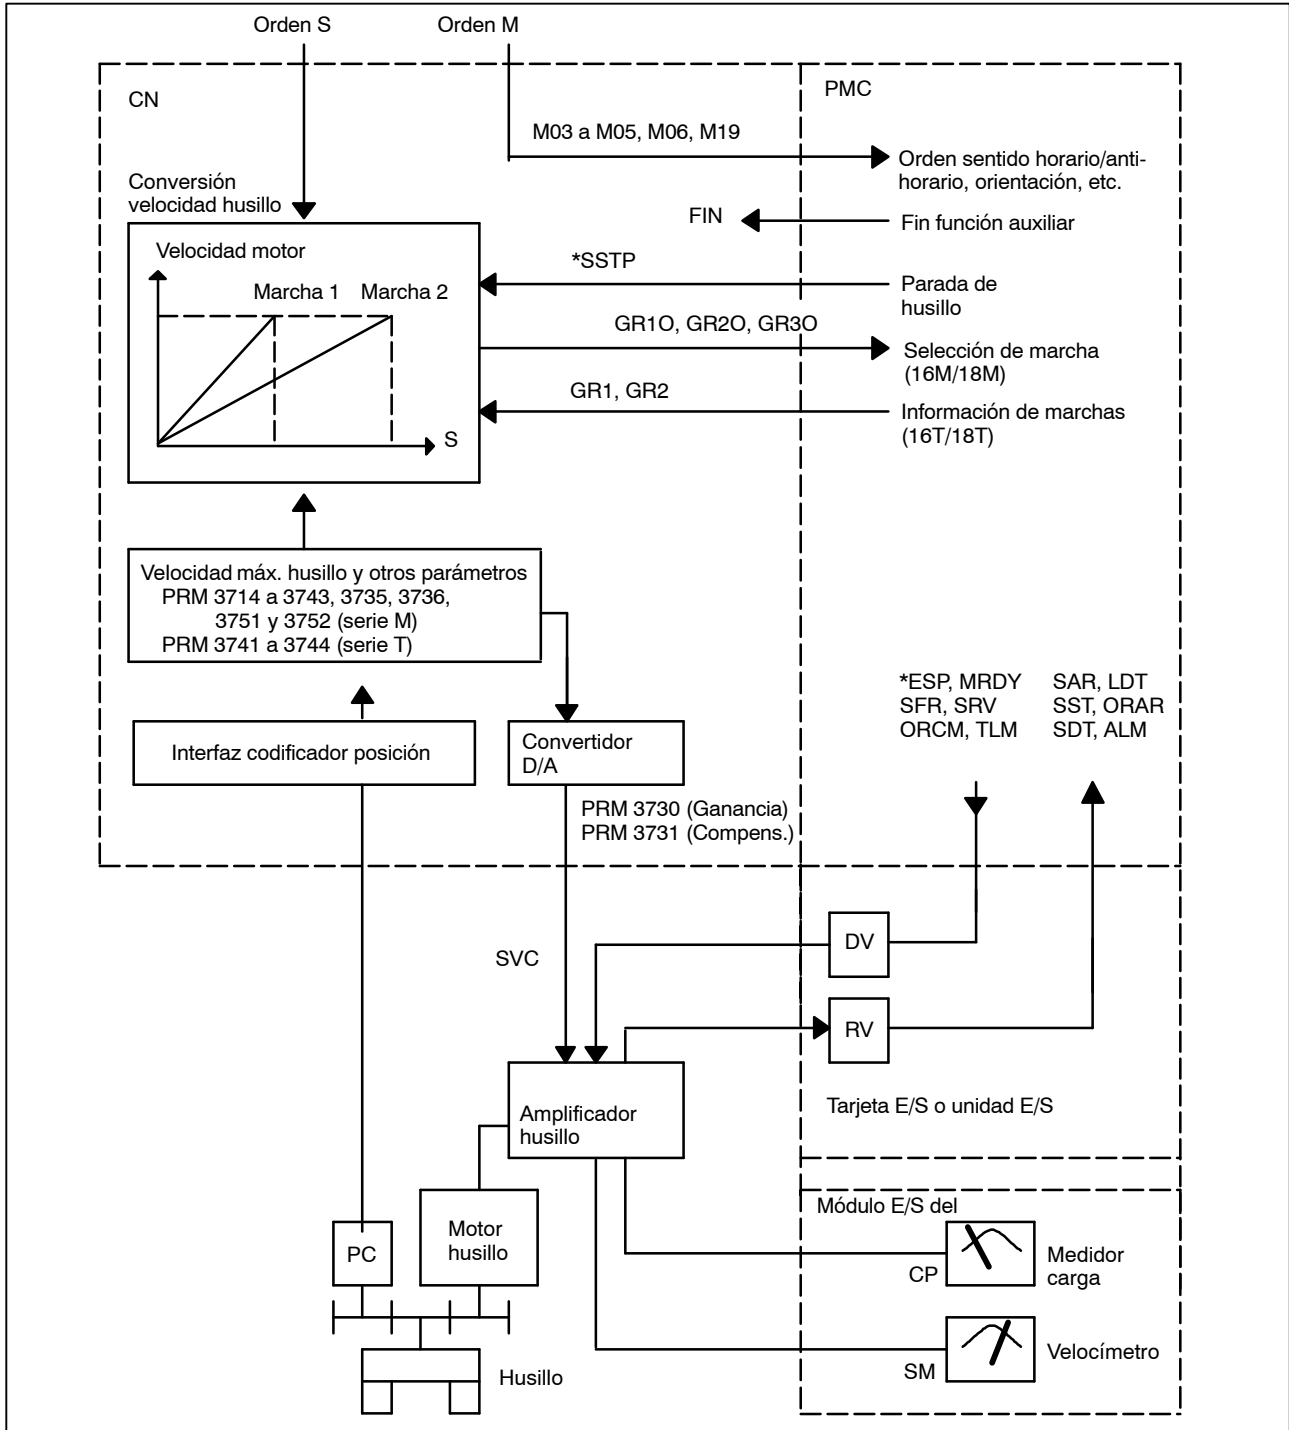 Orden S
Orden M
CN
PMC
M03 a M05, M06, M19
Orden sentido horario/anti-
horario, orientación, etc.
Conversión
velocidad husillo
FIN
Fin función auxiliar
Velocidad motor
*SSTP
Parada de
husillo
Marcha 1
Marcha 2
GR1O, GR2O, GR3O
Selección de marcha
(16M/18M)
GR1, GR2
Información de marchas
(16T/18T)
S
Velocidad máx. husillo y otros parámetros
PRM 3714 a 3743, 3735, 3736,
3751 y 3752 (serie M)
PRM 3741 a 3744 (serie T)
*ESP, MRDY
SFR, SRV
ORCM, TLM
SAR, LDT
SST, ORAR
SDT, ALM
Interfaz codificador posición
Convertidor
D/A
PRM 3730 (Ganancia)
PRM 3731 (Compens.)
SVC
DV
RV
Amplificador
husillo
Tarjeta E/S o unidad E/S
Módulo E/S del
PC
Motor
husillo
CP
Medidor
carga
SM
Velocímetro
Husillo